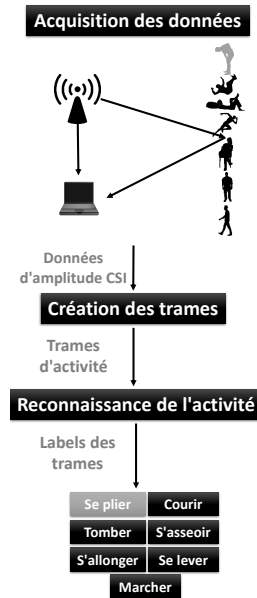 Acquisition des données
Données
d'amplitude CSI
Création des trames
Trames
d'activité
Reconnaissance de l'activité
Labels des
trames
Se plier
Courir
Tomber
S'asseoir
S'allonger
Se lever
Marcher